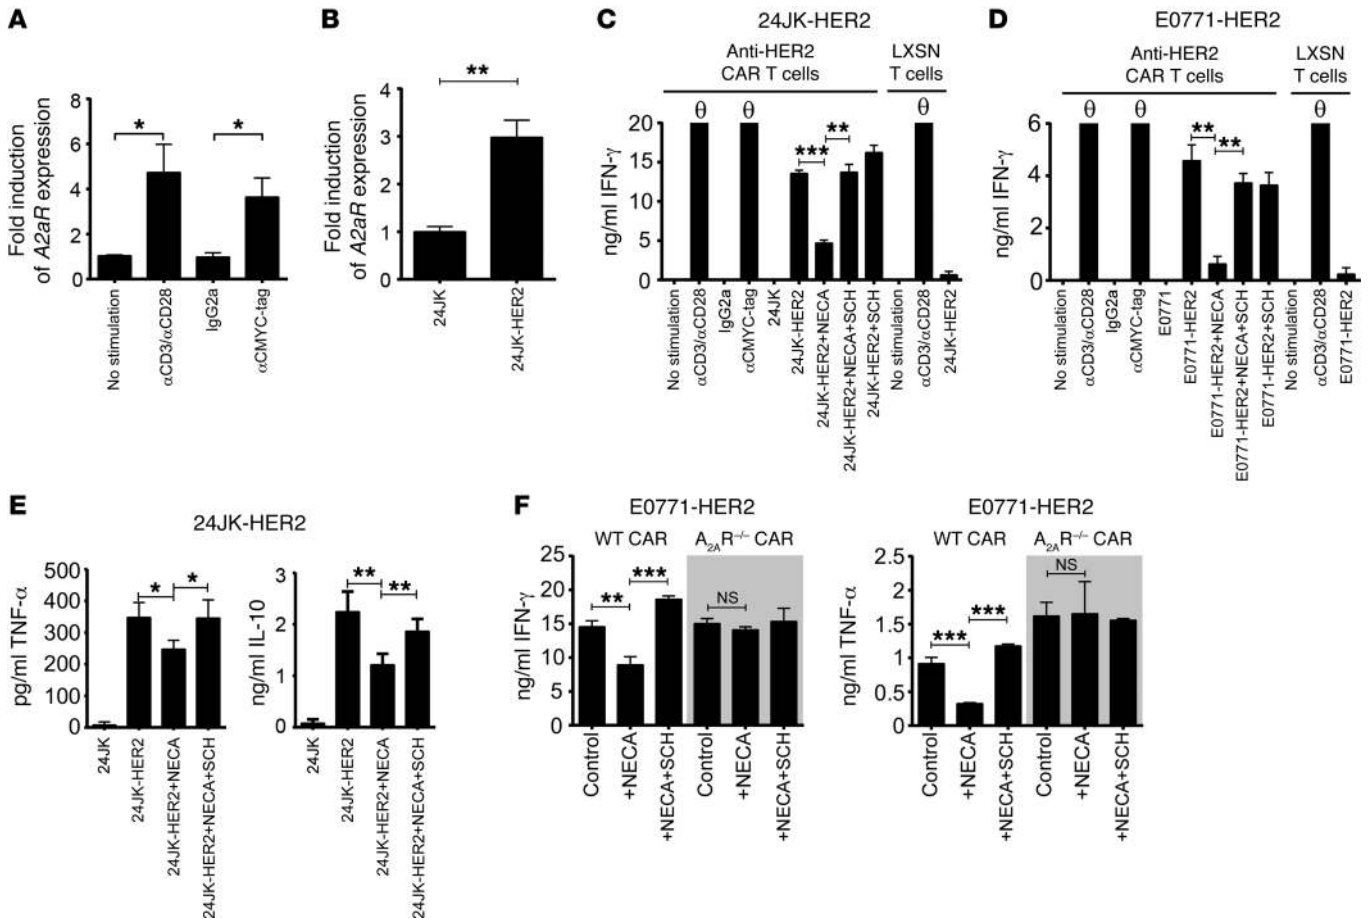 A
Fold induction
of A2aR expression
8
6
4
2
0
*
*
No stimulation
αCD3/αCD28
IgG2a
αCMYC-tag
B
Fold induction
of A2aR expression
4
3
2
1
0
**
24JK
24JK-HER2
C
24JK-HER2
Anti-HER2
CAR T cells
LXSN
T cells
θ
θ
θ
ng/ml IFN-γ
20
15
10
5
0
***
**
No stimulation
αCD3/αCD28
IgG2a
αCMYC-tag
24JK
24JK-HER2
24JK-HER2+NECA
24JK-HER2+NECA+SCH
24JK-HER2+SCH
No stimulation
αCD3/αCD28
24JK-HER2
D
E0771-HER2
Anti-HER2
CAR T cells
LXSN
T cells
θ
θ
θ
ng/ml IFN-γ
6
4
2
0
**
**
No stimulation
αCD3/αCD28
IgG2a
αCMYC-tag
E0771
E0771-HER2
E0771-HER2+NECA
E0771-HER2+NECA+SCH
E0771-HER2+SCH
No stimulation
αCD3/αCD28
E0771-HER2
E
24JK-HER2
pg/ml TNF-α
500
400
300
200
100
0
*
*
24JK
24JK-HER2
24JK-HER2+NECA
24JK-HER2+NECA+SCH
ng/ml IL-10
3
2
1
0
**
**
24JK
24JK-HER2
24JK-HER2+NECA
24JK-HER2+NECA+SCH
F
E0771-HER2
WT CAR
A2AR−/− CAR
ng/ml IFN-γ
25
20
15
10
5
0
**
***
NS
Control
+NECA
+NECA+SCH
Control
+NECA
+NECA+SCH
E0771-HER2
WT CAR
A2AR−/− CAR
ng/ml TNF-α
2.5
2
1.5
1
0.5
0
***
***
NS
Control
+NECA
+NECA+SCH
Control
+NECA
+NECA+SCH